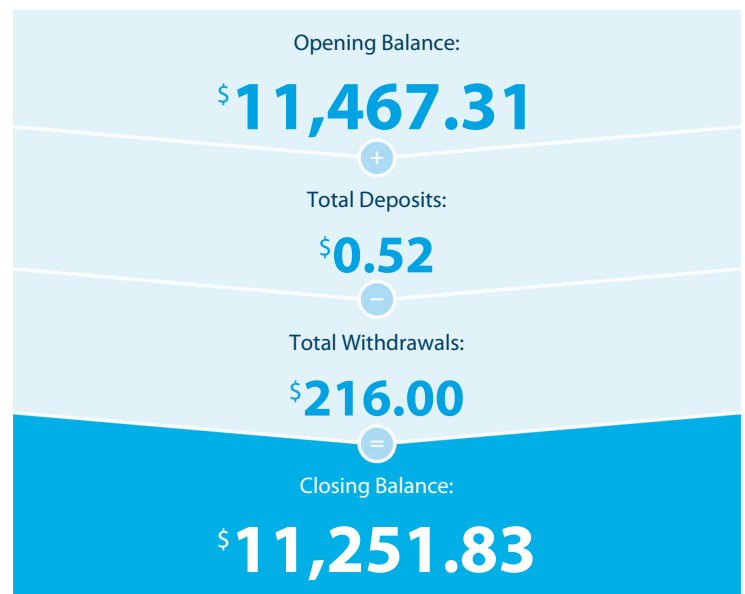 Opening Balance:
$11,467.31
+
Total Deposits:
$0.52
−
Total Withdrawals:
$216.00
=
Closing Balance:
$11,251.83